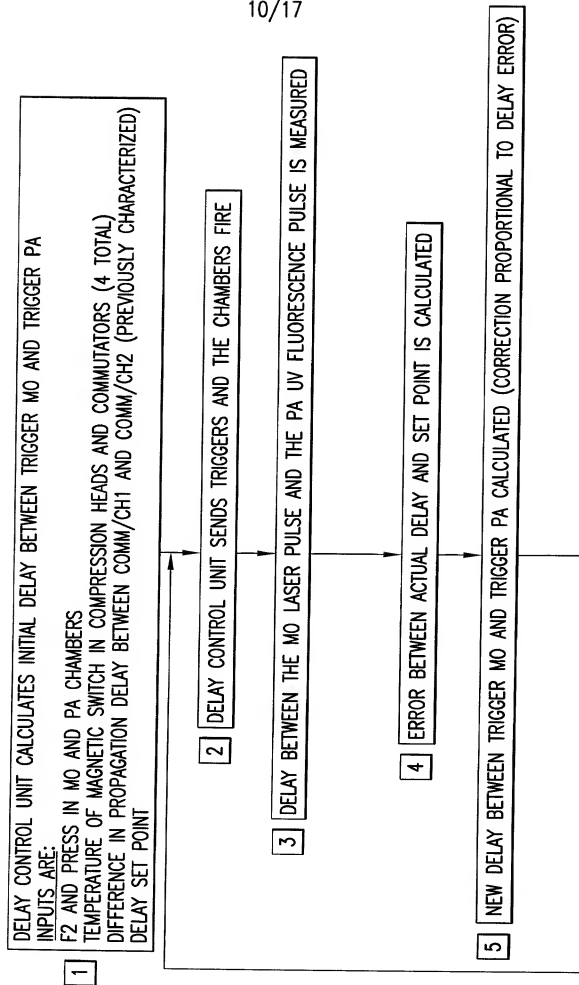 10/17
DELAY CONTROL UNIT CALCULATES INITIAL DELAY BETWEEN TRIGGER MO AND TRIGGER PA
INPUTS ARE:
F2 AND PRESS IN MO AND PA CHAMBERS
TEMPERATURE OF MAGNETIC SWITCH IN COMPRESSION HEADS AND COMMUTATORS (4 TOTAL)
DIFFERENCE IN PROPAGATION DELAY BETWEEN COMM/CH1 AND COMM/CH2 (PREVIOUSLY CHARACTERIZED)
DELAY SET POINT
1
2 DELAY CONTROL UNIT SENDS TRIGGERS AND THE CHAMBERS FIRE
3 DELAY BETWEEN THE MO LASER PULSE AND THE PA UV FLUORESCENCE PULSE IS MEASURED
4 ERROR BETWEEN ACTUAL DELAY AND SET POINT IS CALCULATED
5 NEW DELAY BETWEEN TRIGGER MO AND TRIGGER PA CALCULATED (CORRECTION PROPORTIONAL TO DELAY ERROR)